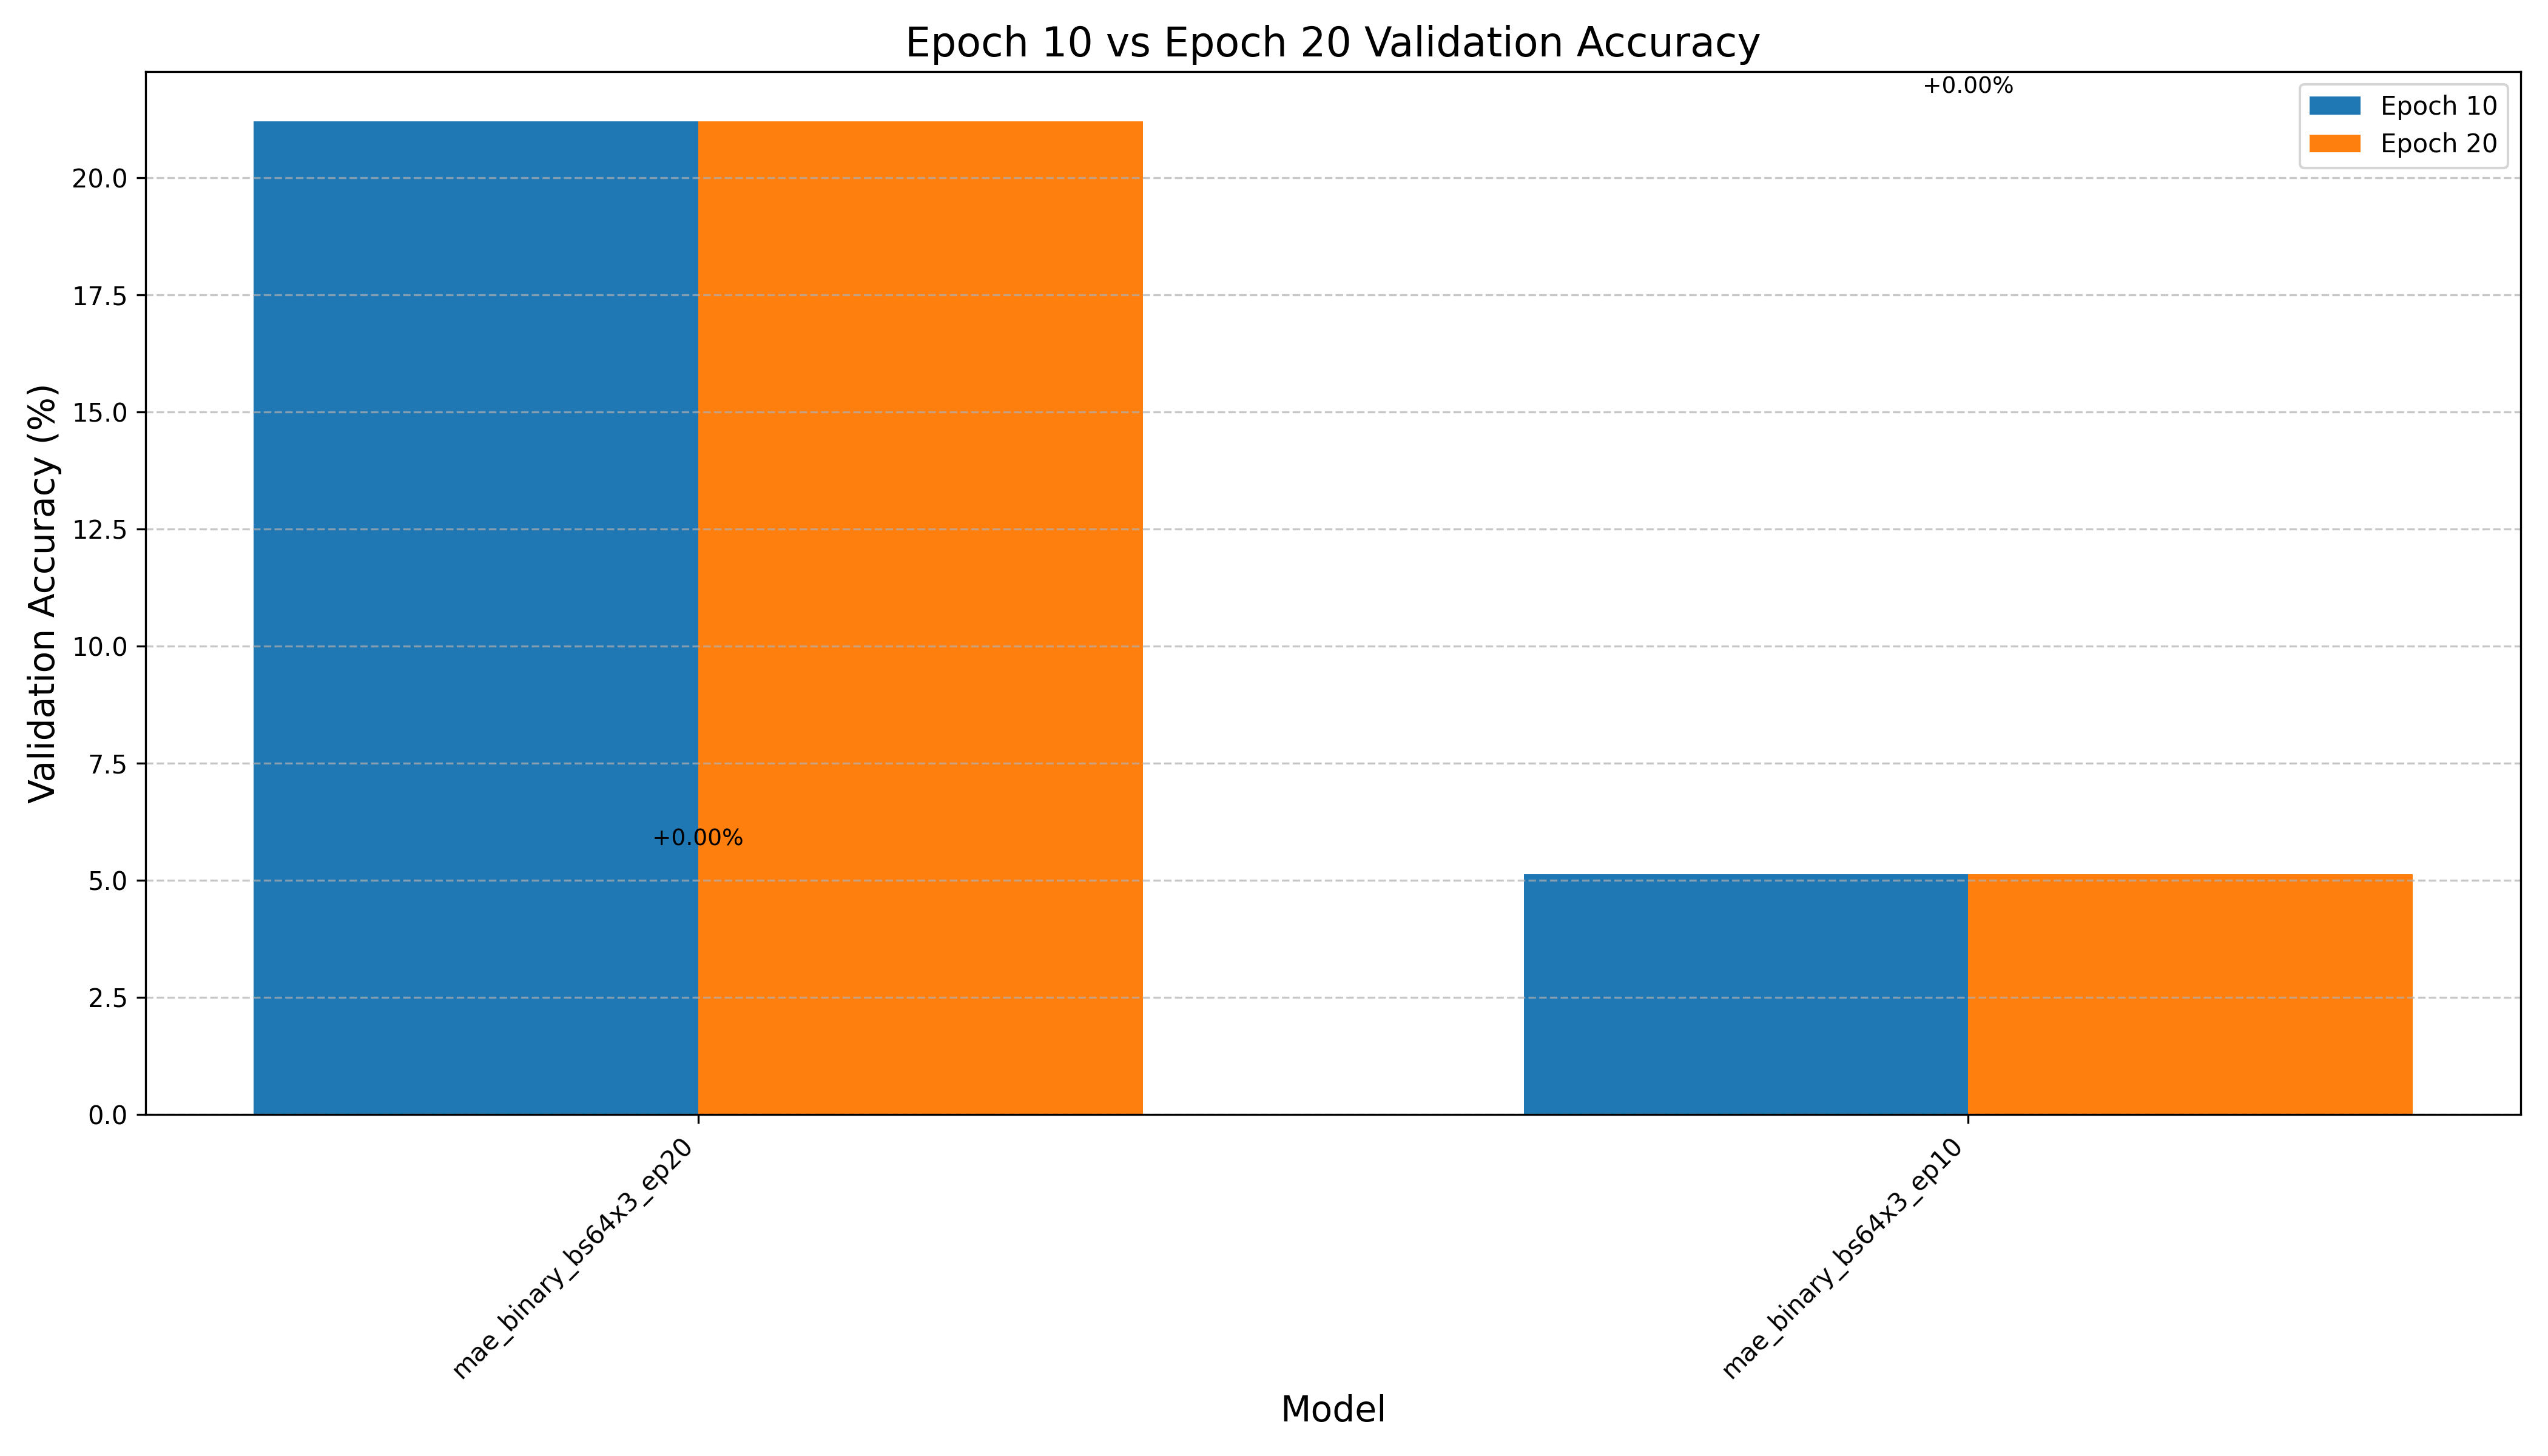 Epoch 10 vs Epoch 20 Validation Accuracy
+0.00%
Epoch 10
Epoch 20
Validation Accuracy (%)
20.0
17.5
15.0
12.5
10.0
7.5
5.0
2.5
0.0
+0.00%
mae_binary_bs64x3_ep20
mae_binary_bs64x3_ep10
Model